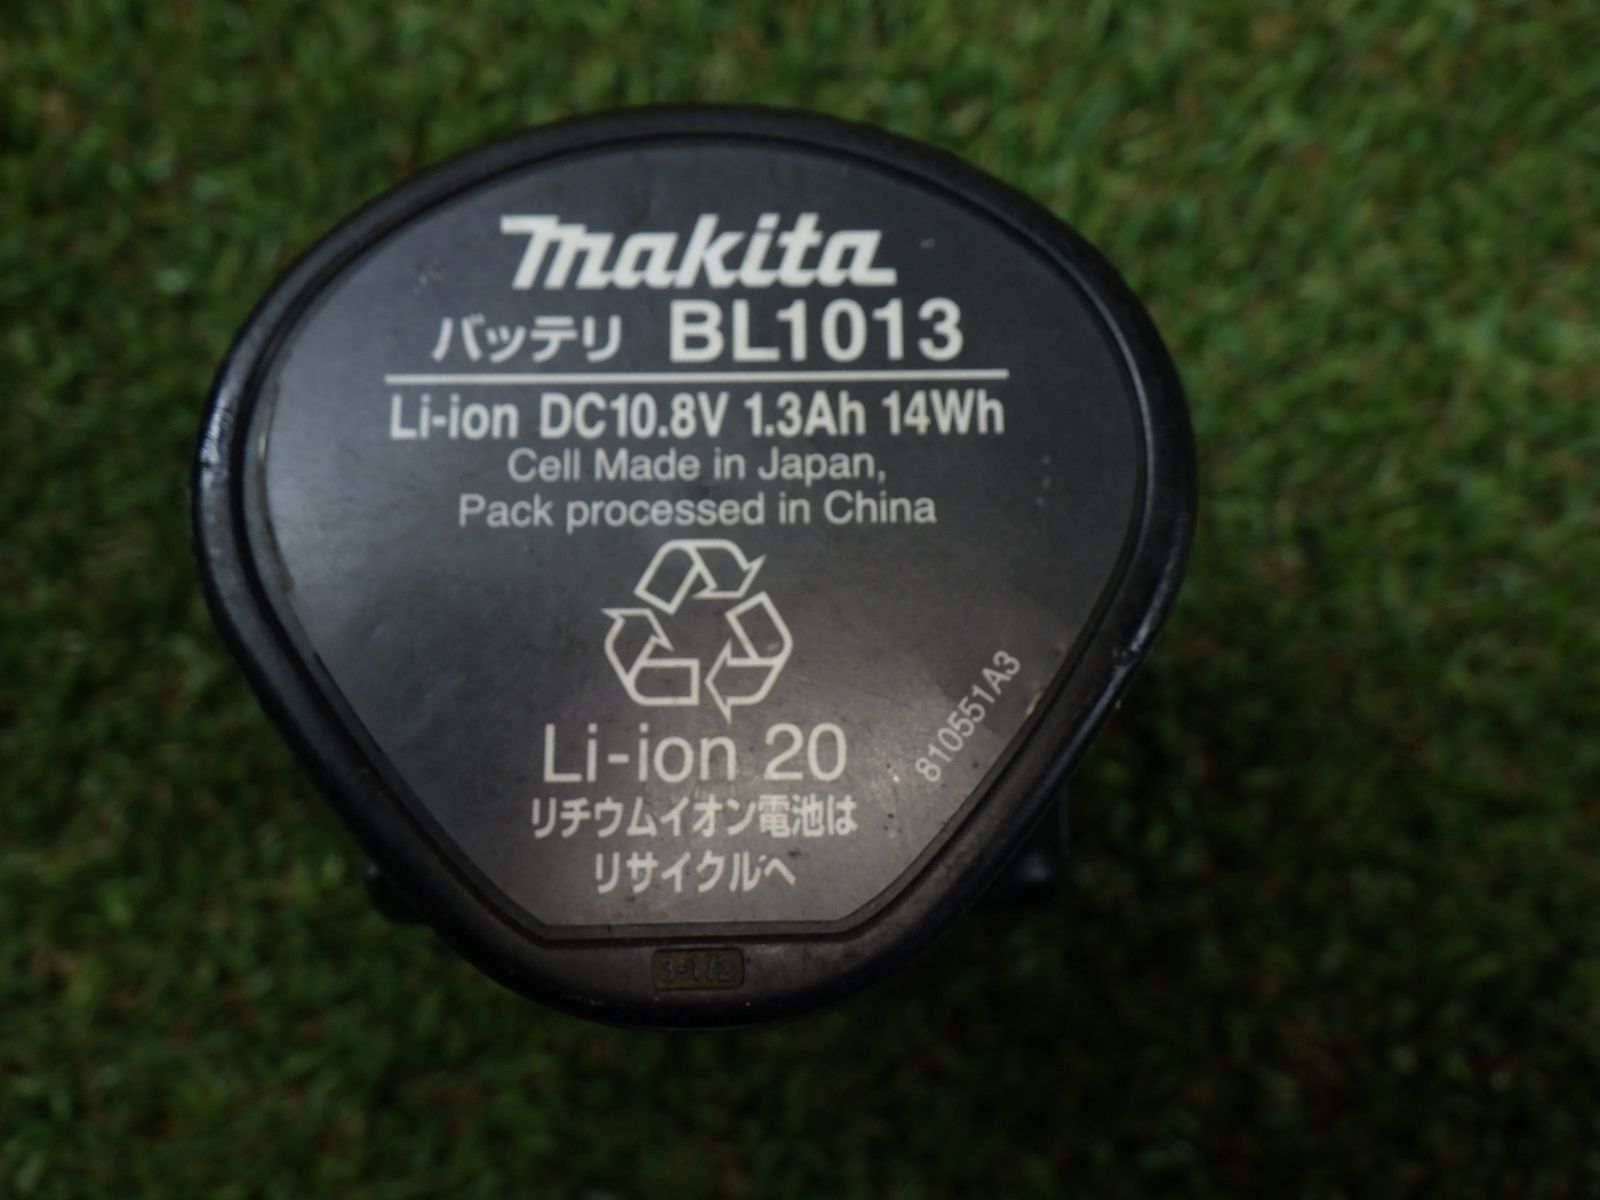 makita
バッテリ BL1013
Li-ion DC10.8V 1.3Ah 14Wh
Cell Made in Japan,
Pack processed in China
Li-ion 20
リチウムイオン電池は
リサイクルへ
810551A3